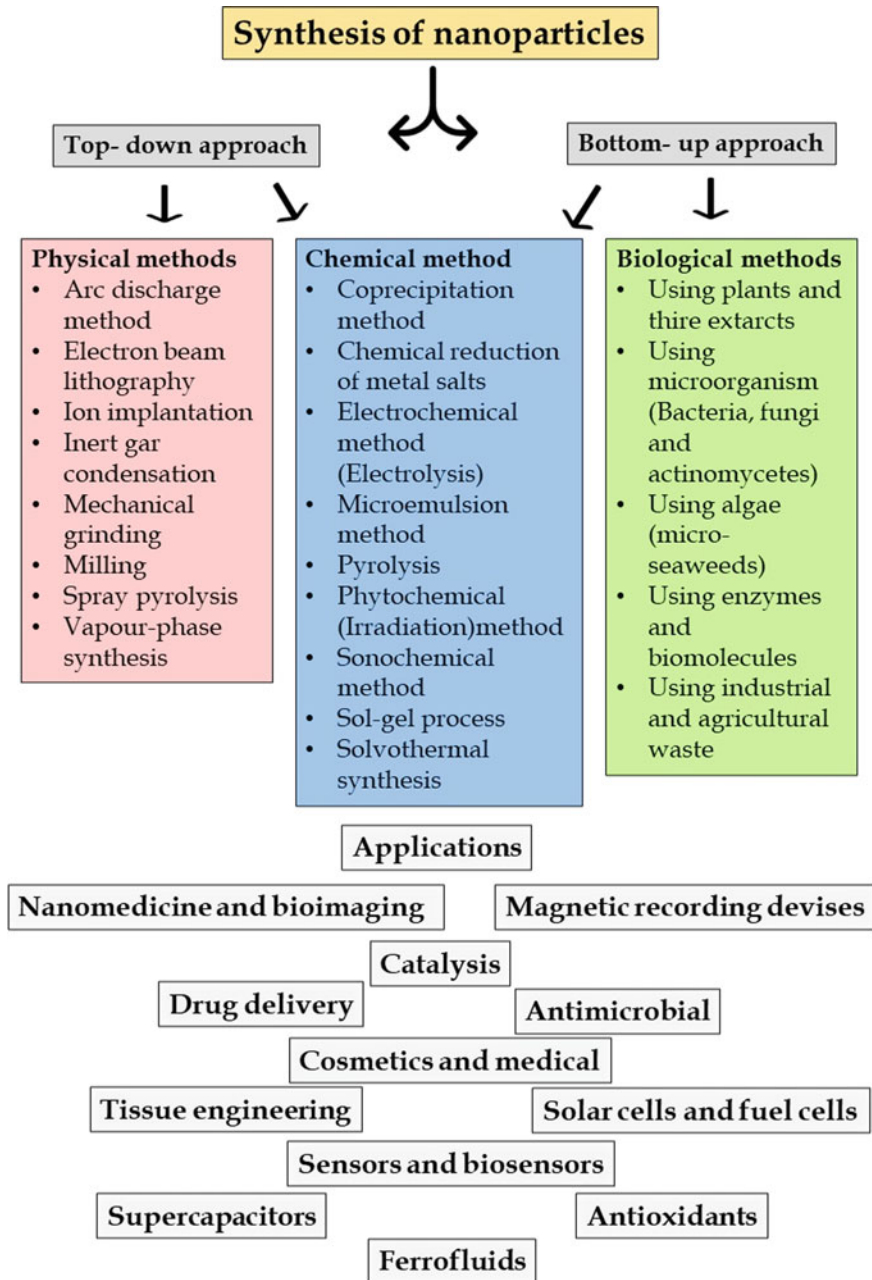 Synthesis of nanoparticles
Top- down approach
Bottom- up approach
Physical methods
• Arc discharge
method
• Electron beam
lithography
• Ion implantation
• Inert gar
condensation
• Mechanical
grinding
• Milling
• Spray pyrolysis
• Vapour-phase
synthesis
Chemical method
• Coprecipitation
method
• Chemical reduction
of metal salts
• Electrochemical
method
(Electrolysis)
• Microemulsion
method
• Pyrolysis
• Phytochemical
(Irradiation)method
• Sonochemical
method
• Sol-gel process
• Solvothermal
synthesis
Biological methods
• Using plants and
thire extarcts
• Using
microorganism
(Bacteria, fungi
and
actinomycetes)
• Using algae
(micro-
seaweeds)
• Using enzymes
and
biomolecules
• Using industrial
and agricultural
waste
Applications
Nanomedicine and bioimaging
Magnetic recording devises
Catalysis
Drug delivery
Antimicrobial
Cosmetics and medical
Tissue engineering
Solar cells and fuel cells
Sensors and biosensors
Supercapacitors
Antioxidants
Ferrofluids